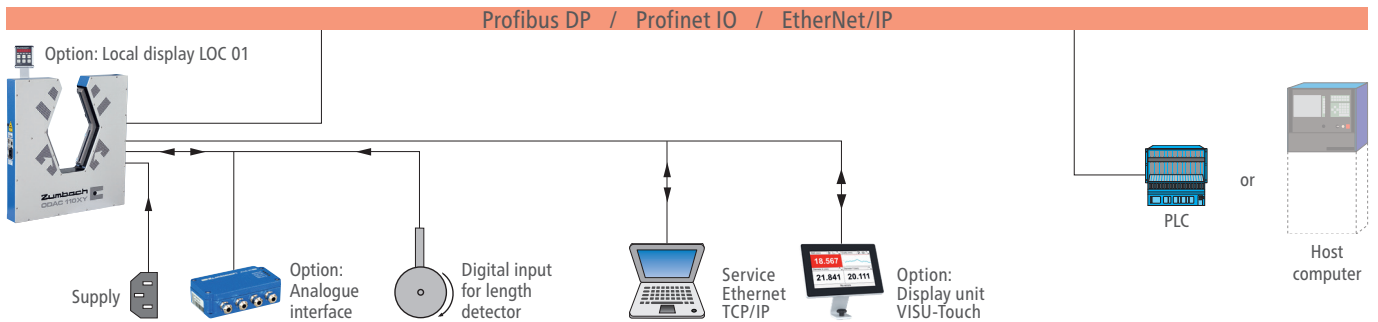 Profibus DP / Profinet IO / EtherNet/IP
Option: Local display LOC 01
Zumbach
ODAC 110XY
Supply
Option:
Analogue
interface
Digital input
for length
detector
Service
Ethernet
TCP/IP
18.567
21.841 20.111
Option:
Display unit
VISU-Touch
PLC
or
Host
computer